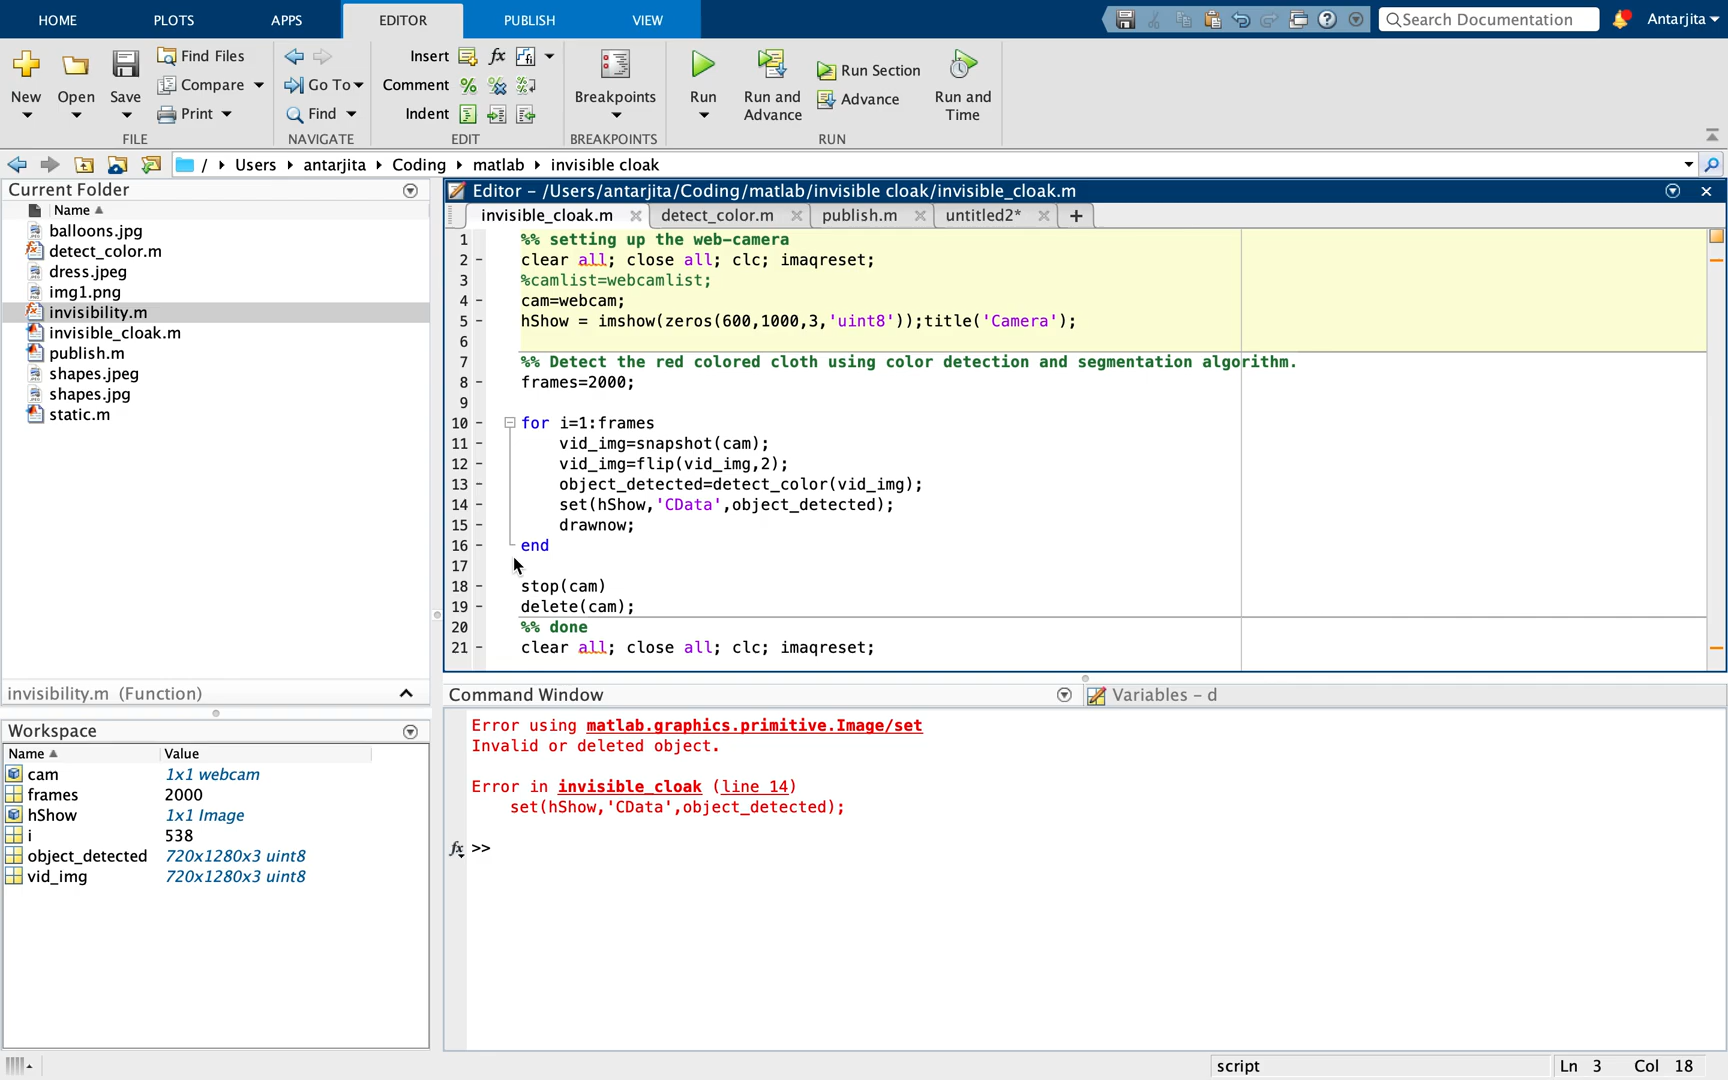 HOME PLOTS APPS EDITOR PUBLISH VIEW Search Documentation Antarjita
New Open Save Find Files Compare Print FILE
Go To Find NAVIGATE
Insert fx Comment % Indent EDIT
Breakpoints BREAKPOINTS
Run Run and Advance Run Section Advance Run and Time RUN
/ Users antarjita Coding matlab invisible cloak
Current Folder
Name
balloons.jpg
detect_color.m
dress.jpeg
img1.png
invisibility.m
invisible_cloak.m
publish.m
shapes.jpeg
shapes.jpg
static.m
invisibility.m (Function)
Workspace
Name Value
cam 1x1 webcam
frames 2000
hShow 1x1 Image
i 538
object_detected 720x1280x3 uint8
vid_img 720x1280x3 uint8
Editor – /Users/antarjita/Coding/matlab/invisible cloak/invisible_cloak.m
invisible_cloak.m detect_color.m publish.m untitled2* +
1 %% setting up the web-camera
2 – clear all; close all; clc; imaqreset;
3 %camlist=webcamlist;
4 – cam=webcam;
5 – hShow = imshow(zeros(600,1000,3,'uint8'));title('Camera');
6
7 %% Detect the red colored cloth using color detection and segmentation algorithm.
8 – frames=2000;
9
10 – for i=1:frames
11 – vid_img=snapshot(cam);
12 – vid_img=flip(vid_img,2);
13 – object_detected=detect_color(vid_img);
14 – set(hShow,'CData',object_detected);
15 – drawnow;
16 – end
17
18 – stop(cam)
19 – delete(cam);
20 %% done
21 – clear all; close all; clc; imaqreset;
Command Window Variables – d
Error using matlab.graphics.primitive.Image/set
Invalid or deleted object.
Error in invisible_cloak (line 14)
set(hShow,'CData',object_detected);
fx >>
script Ln 3 Col 18